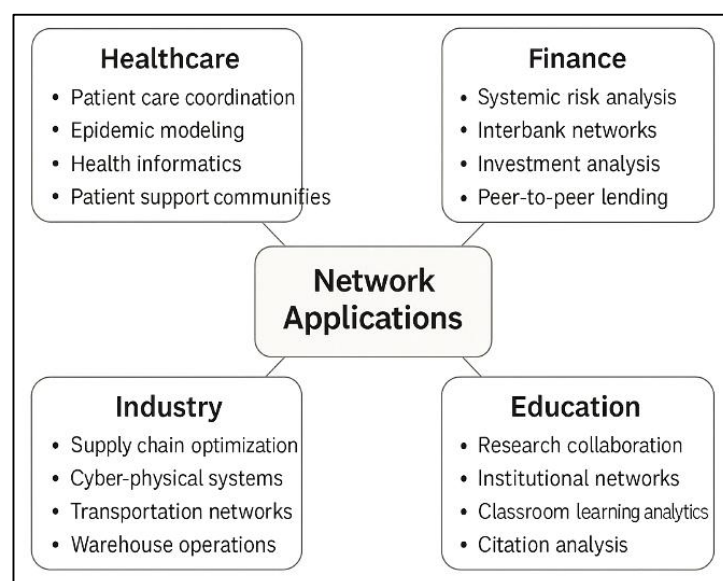 Healthcare
• Patient care coordination
• Epidemic modeling
• Health informatics
• Patient support communifies
Finance
• Systemic risk analysis
• Interbank networks
• Investment analysis
• Peer-to-peer lending
Network
Applications
Industry
• Supply chain optimization
• Cyber-physical systems
• Transportation networks
• Warehouse operations
Education
• Research collaboration
• Institutional networks
• Classroom learning analytics
• Citation analysis